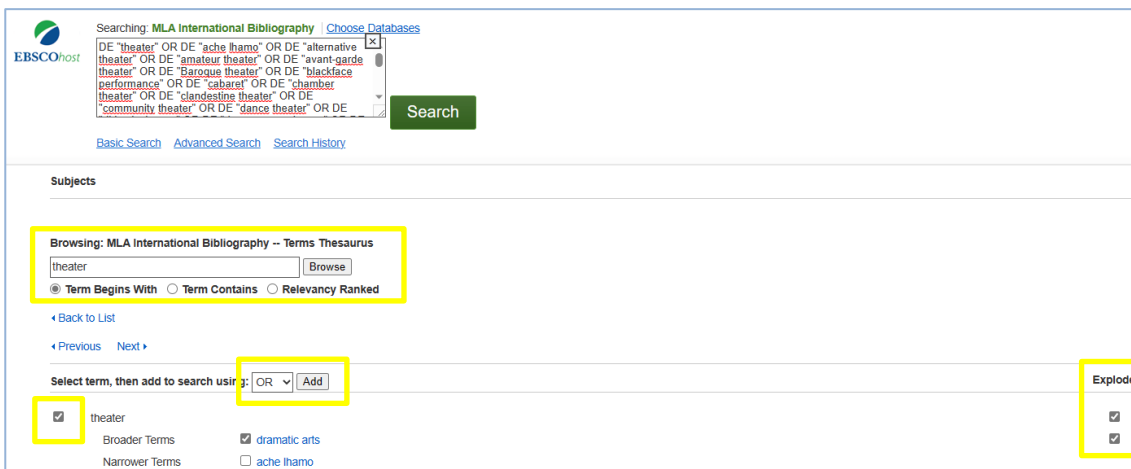 Searching: MLA International Bibliography Choose Databases
EBSCOhost
DE "theater" OR DE "ache lhamo" OR DE "alternative
theater" OR DE "amateur theater" OR DE "avant-garde
theater" OR DE "Baroque theater" OR DE "blackface
performance" OR DE "cabaret" OR DE "chamber
theater" OR DE "clandestine theater" OR DE
"community theater" OR DE "dance theater" OR DE
Search
Basic Search Advanced Search Search History
Subjects
Browsing: MLA International Bibliography -- Terms Thesaurus
theater Browse
Term Begins With Term Contains Relevancy Ranked
Back to List
Previous Next
Select term, then add to search using: OR Add Explode
theater
Broader Terms dramatic arts
Narrower Terms ache lhamo